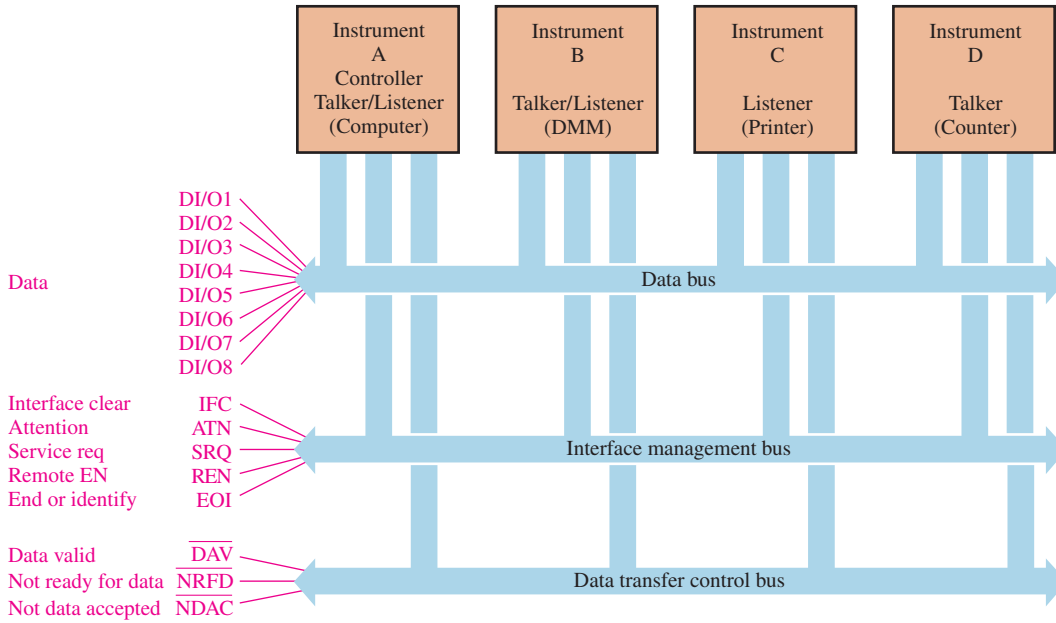 Instrument
A
Controller
Talker/Listener
(Computer)
Instrument
B
Talker/Listener
(DMM)
Instrument
C
Listener
(Printer)
Instrument
D
Talker
(Counter)
DI/O1
DI/O2
DI/O3
DI/O4
DI/O5
DI/O6
DI/O7
DI/O8
Data
Data bus
Interface clear IFC
Attention ATN
Service req SRQ
Remote EN REN
End or identify EOI
Interface management bus
Data valid D̅A̅V̅
Not ready for data N̅R̅F̅D̅
Not data accepted N̅D̅A̅C̅
Data transfer control bus